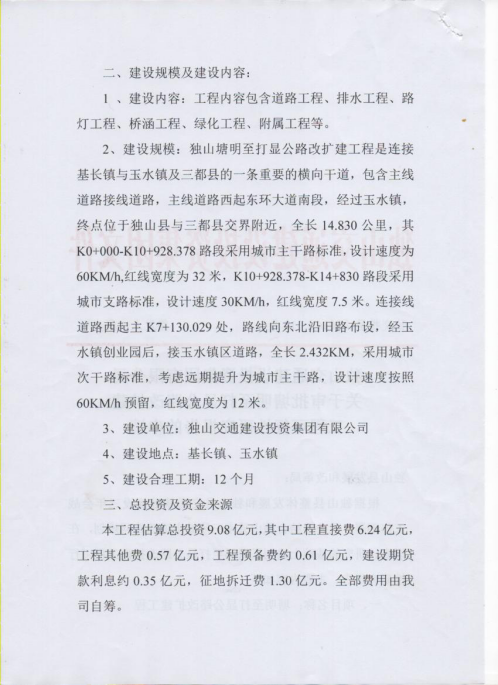 二、建设规模及建设内容：
1 、建设内容：工程内容包含道路工程、排水工程、路
灯工程、桥涵工程、绿化工程、附属工程等。
2、建设规模：独山塘明至打显公路改扩建工程是连接
基长镇与玉水镇及三都县的一条重要的横向干道，包含主线
道路接线道路，主线道路西起东环大道南段，经过玉水镇，
终点位于独山县与三都县交界附近，全长 14.830 公里，其
K0+000-K10+928.378 路段采用城市主干路标准，设计速度为
60KM/h,红线宽度为 32 米，K10+928.378-K14+830 路段采用
城市支路标准，设计速度 30KM/h，红线宽度 7.5 米。连接线
道路西起主 K7+130.029 处，路线向东北沿旧路布设，经玉
水镇创业园后，接玉水镇区道路，全长 2.432KM，采用城市
次干路标准，考虑远期提升为城市主干路，设计速度按照
60KM/h 预留，红线宽度为 12 米。
3、建设单位：独山交通建设投资集团有限公司
4、建设地点：基长镇、玉水镇
5、建设合理工期：12 个月
三、总投资及资金来源
本工程估算总投资 9.08 亿元,其中工程直接费 6.24 亿元，
工程其他费 0.57 亿元，工程预备费约 0.61 亿元，建设期贷
款利息约 0.35 亿元，征地拆迁费 1.30 亿元。全部费用由我
司自筹。